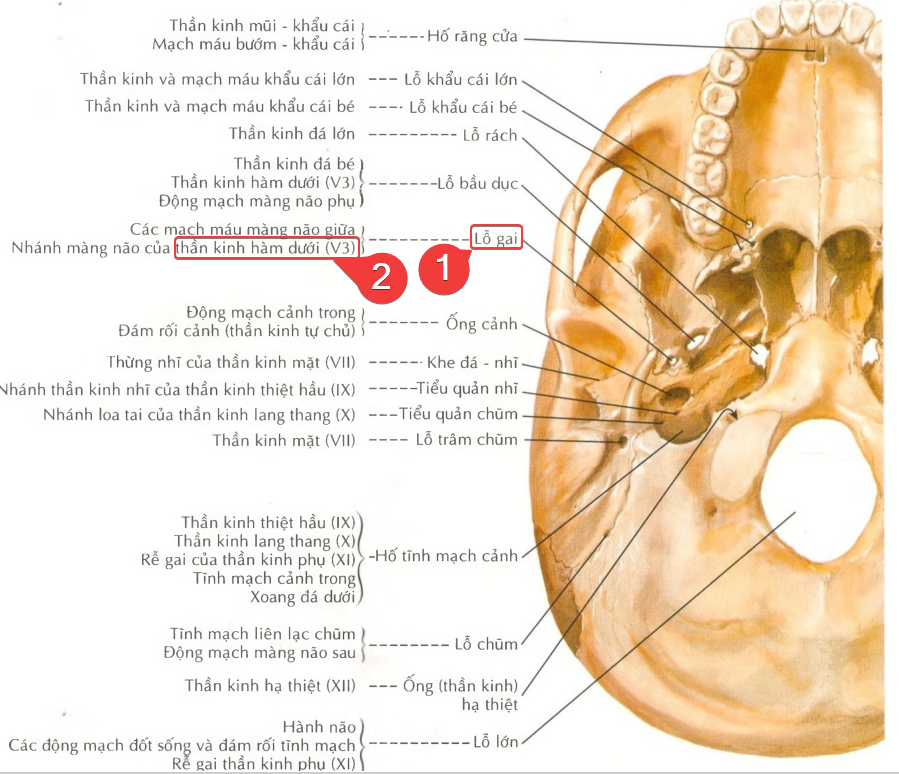 Thần kinh mũi - khẩu cái
Mạch máu bướm - khẩu cái
Hố răng cửa
Thần kinh và mạch máu khẩu cái lớn --- Lỗ khẩu cái lớn
Thần kinh và mạch máu khẩu cái bé ---- Lỗ khẩu cái bé
Thần kinh đá lớn --------- Lỗ rách
Thần kinh đá bé
Thần kinh hàm dưới (V3)
Động mạch màng não phụ
Lỗ bầu dục
Các mạch máu màng não giữa
Nhánh màng não của thần kinh hàm dưới (V3)
Lỗ gai
2
1
Động mạch cảnh trong
Đám rối cảnh (thần kinh tự chủ)
Ống cảnh
Thừng nhĩ của thần kinh mặt (VII) ------ Khe đá - nhĩ
Nhánh thần kinh nhĩ của thần kinh thiệt hầu (IX) ----- Tiểu quản nhĩ
Nhánh loa tai của thần kinh lang thang (X) --- Tiểu quản chũm
Thần kinh mặt (VII) ---- Lỗ trâm chũm
Thần kinh thiệt hầu (IX)
Thần kinh lang thang (X)
Rễ gai của thần kinh phụ (XI)
Tĩnh mạch cảnh trong
Xoang đá dưới
Hố tĩnh mạch cảnh
Tĩnh mạch liên lạc chũm
Động mạch màng não sau
Lỗ chũm
Thần kinh hạ thiệt (XII) --- Ống (thần kinh)
hạ thiệt
Hành não
Các động mạch đốt sống và đám rối tĩnh mạch
Rễ gai thần kinh phụ (XI)
Lỗ lớn